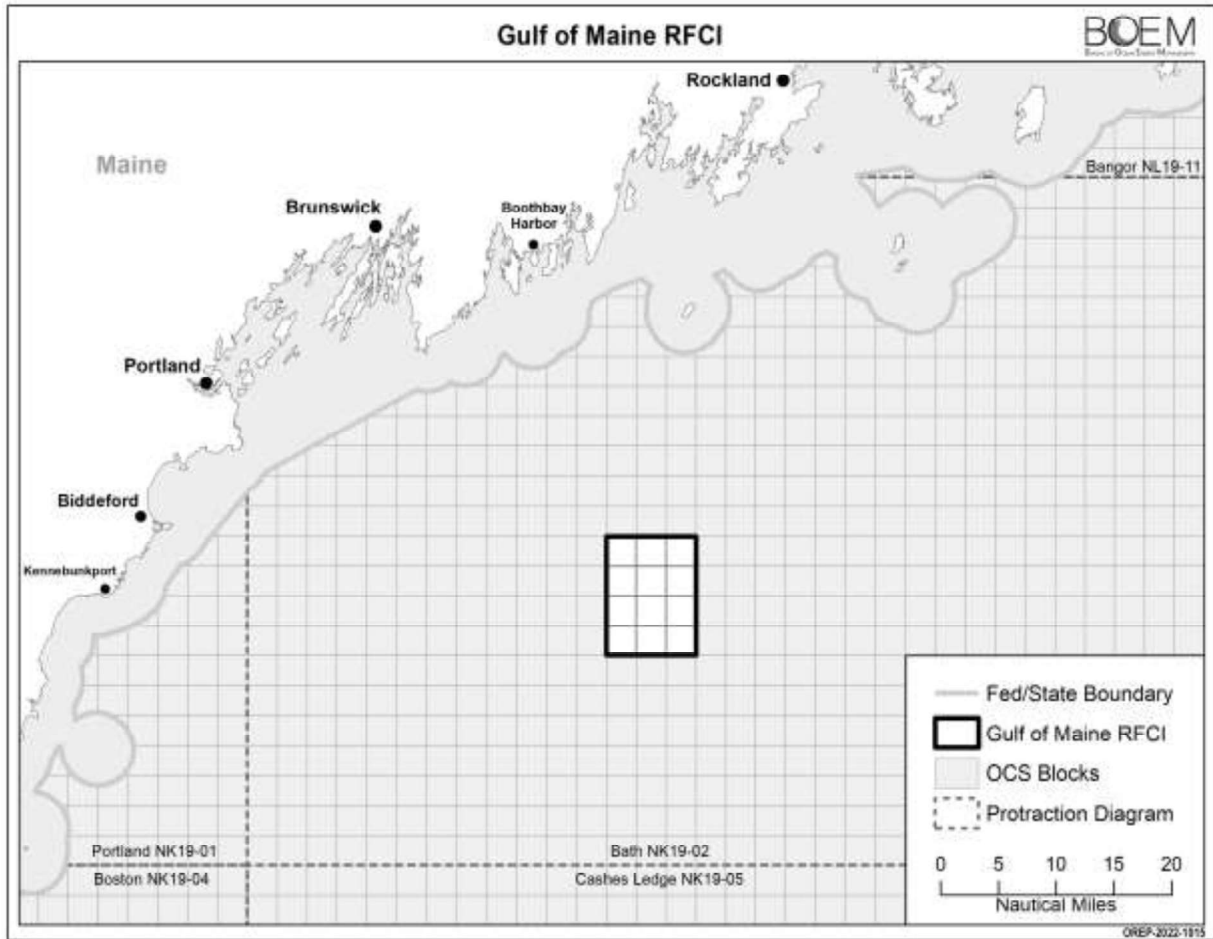 Gulf of Maine RFCI
BOEM
Rockland
Maine
Bangor NL19-11
Brunswick
Boothbay
Harbor
Portland
Biddeford
Kennebunkport
Fed/State Boundary
Gulf of Maine RFCI
OCS Blocks
Protraction Diagram
Portland NK19-01
Bath NK19-02
Boston NK19-04
Cashes Ledge NK19-05
0 5 10 15 20
Nautical Miles
OREP-2022-1015